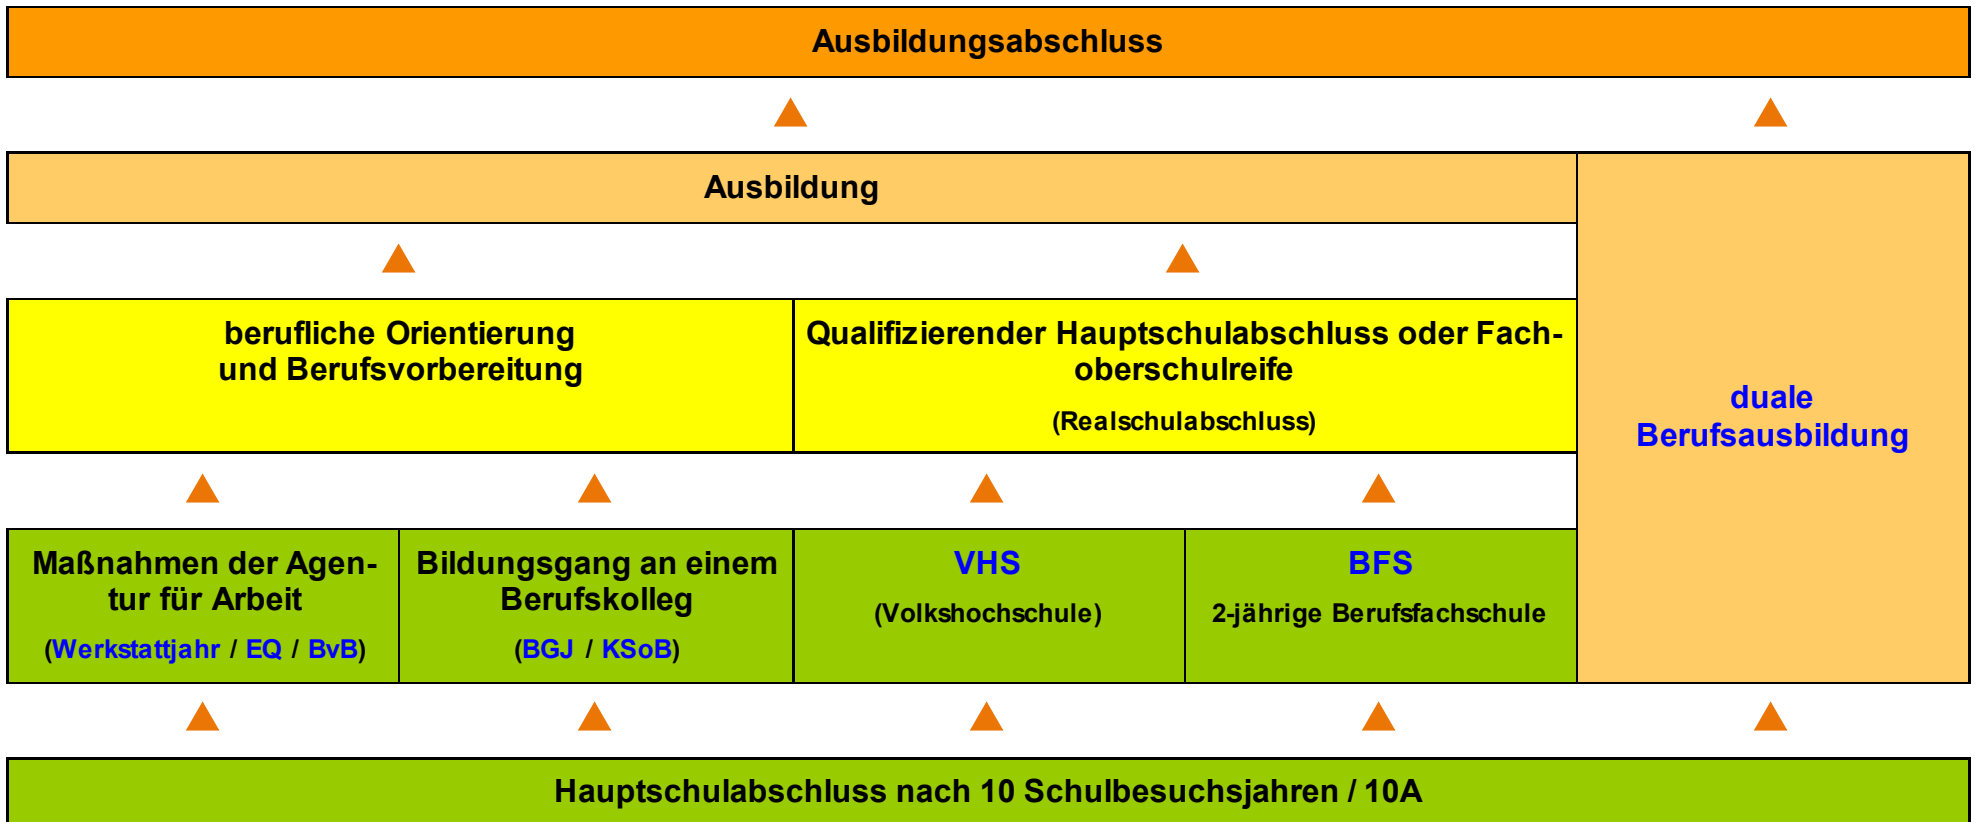 Ausbildungsabschluss
Ausbildung
berufliche Orientierung
und Berufsvorbereitung
Qualifizierender Hauptschulabschluss oder Fach-
oberschulreife
(Realschulabschluss)
duale
Berufsausbildung
Maßnahmen der Agen-
tur für Arbeit
(Werkstattjahr / EQ / BvB)
Bildungsgang an einem
Berufskolleg
(BGJ / KSoB)
VHS
(Volkshochschule)
BFS
2-jährige Berufsfachschule
Hauptschulabschluss nach 10 Schulbesuchsjahren / 10A